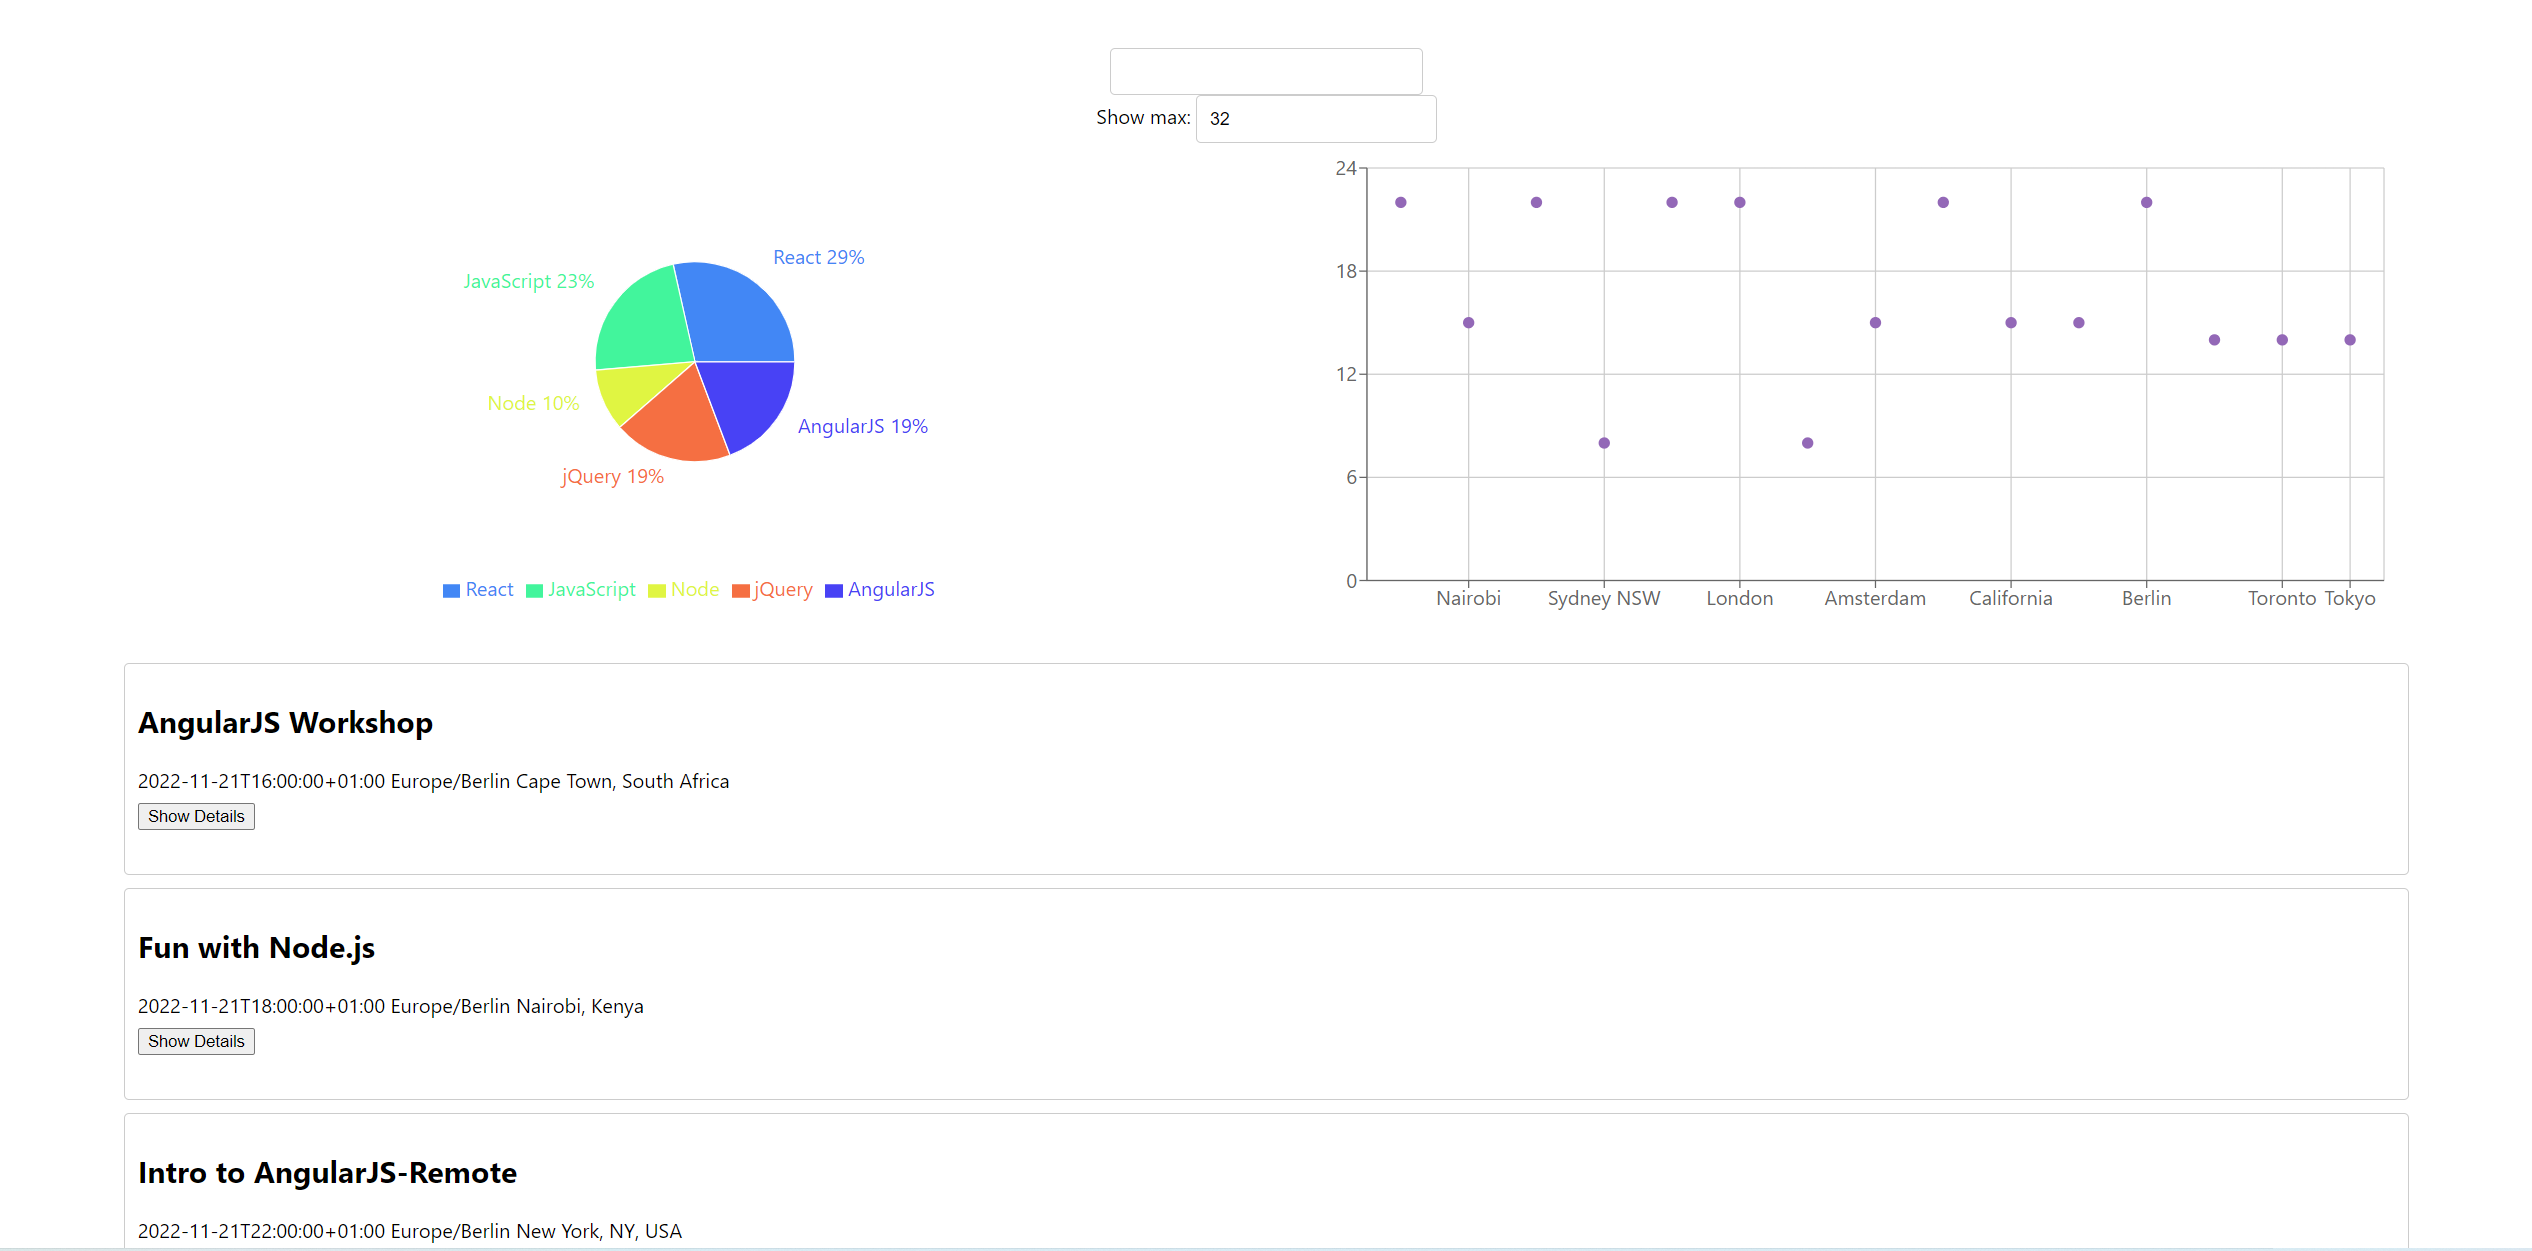 Show max: 32
React 29%
JavaScript 23%
Node 10%
AngularJS 19%
jQuery 19%
React JavaScript Node jQuery AngularJS
24
18
12
6
0
Nairobi Sydney NSW London Amsterdam California Berlin Toronto Tokyo
AngularJS Workshop
2022-11-21T16:00:00+01:00 Europe/Berlin Cape Town, South Africa
Show Details
Fun with Node.js
2022-11-21T18:00:00+01:00 Europe/Berlin Nairobi, Kenya
Show Details
Intro to AngularJS-Remote
2022-11-21T22:00:00+01:00 Europe/Berlin New York, NY, USA